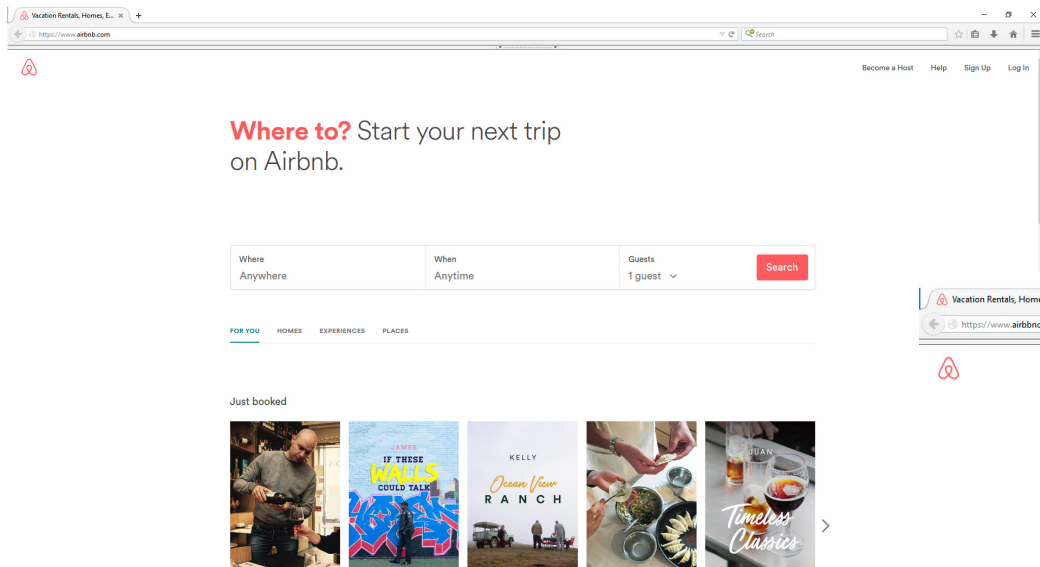 Vacation Rentals, Homes, E...
https://www.airbnb.com
Search
Become a Host Help Sign Up Log In
Where to? Start your next trip
on Airbnb.
Where When Guests
Anywhere Anytime 1 guest Search
FOR YOU HOMES EXPERIENCES PLACES
Vacation Rentals, Home
https://www.airbbnc
Just booked
JAMES
IF THESE
WALLS
COULD TALK
KELLY
Ocean View
RANCH
JUAN
Timeless
Classics